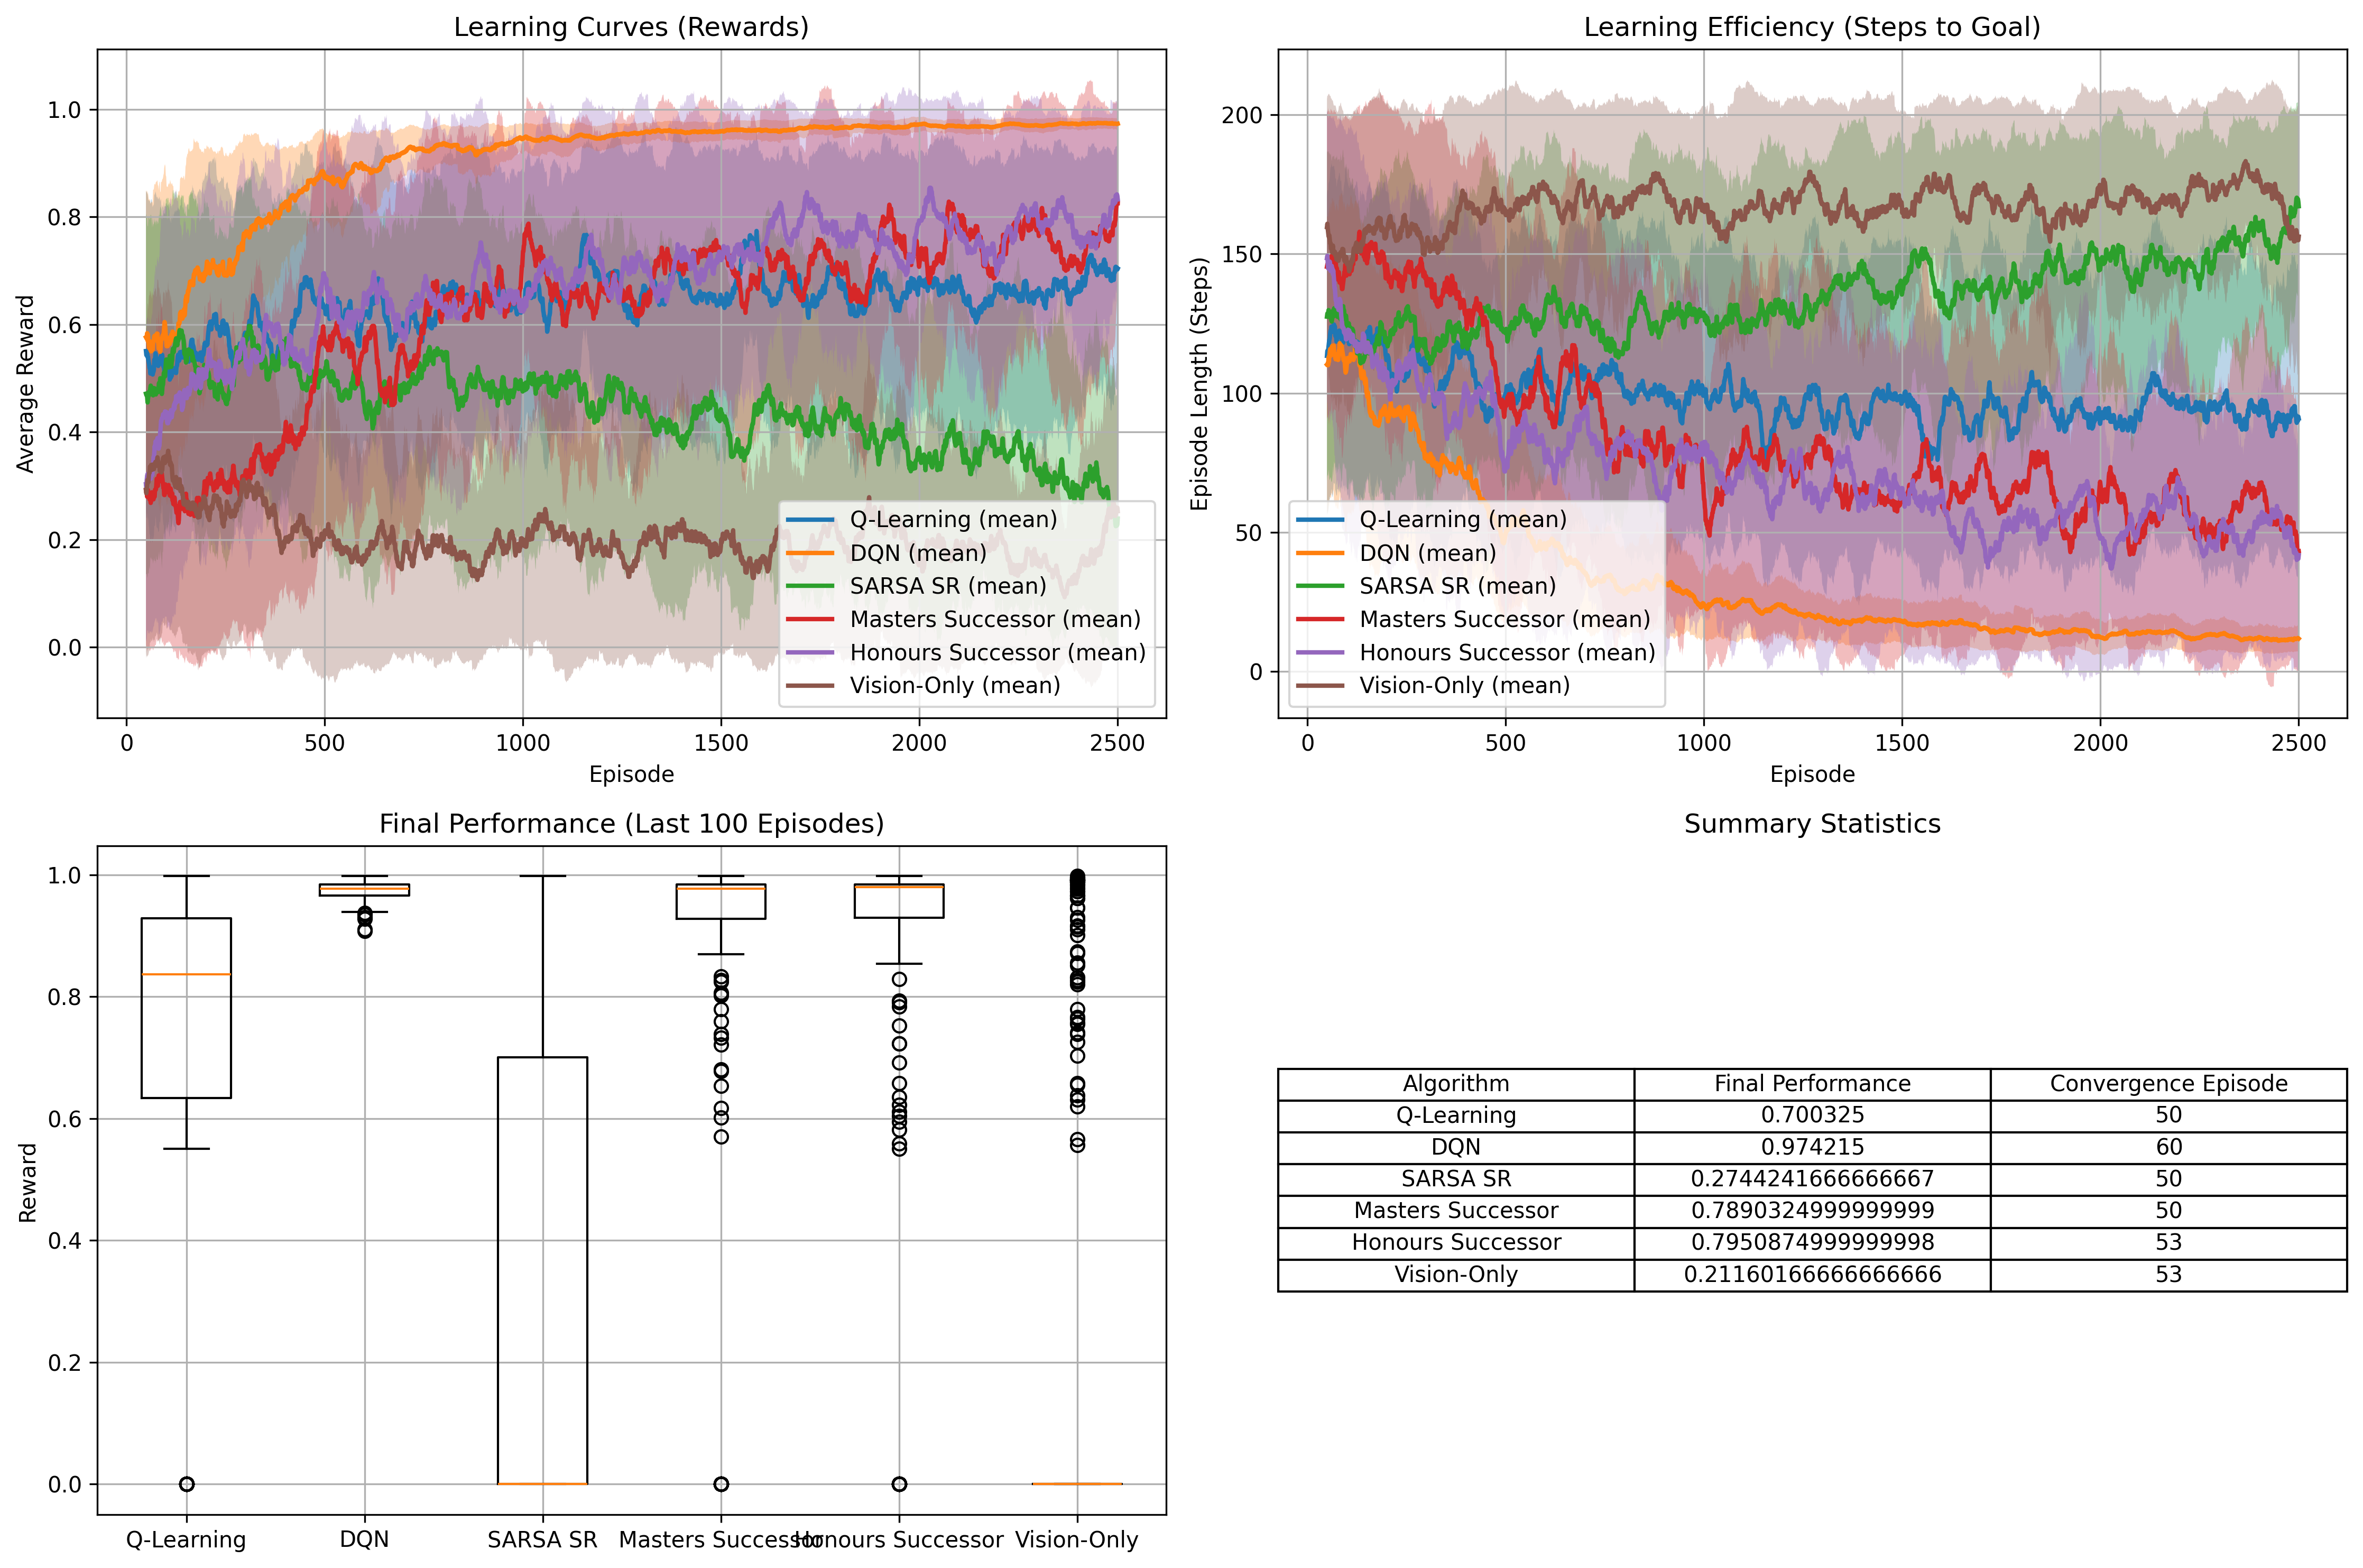 Learning Curves (Rewards)
Average Reward
1.0
0.8
0.6
0.4
0.2
0.0
0
500
1000
1500
2000
2500
Episode
Q-Learning (mean)
DQN (mean)
SARSA SR (mean)
Masters Successor (mean)
Honours Successor (mean)
Vision-Only (mean)
Learning Efficiency (Steps to Goal)
Episode Length (Steps)
200
150
100
50
0
0
500
1000
1500
2000
2500
Episode
Q-Learning (mean)
DQN (mean)
SARSA SR (mean)
Masters Successor (mean)
Honours Successor (mean)
Vision-Only (mean)
Final Performance (Last 100 Episodes)
Reward
1.0
0.8
0.6
0.4
0.2
0.0
Q-Learning
DQN
SARSA SR
Masters Successor
Honours Successor
Vision-Only
Summary Statistics
Algorithm Final Performance Convergence Episode
Q-Learning 0.700325 50
DQN 0.974215 60
SARSA SR 0.2744241666666667 50
Masters Successor 0.7890324999999999 50
Honours Successor 0.7950874999999998 53
Vision-Only 0.21160166666666666 53